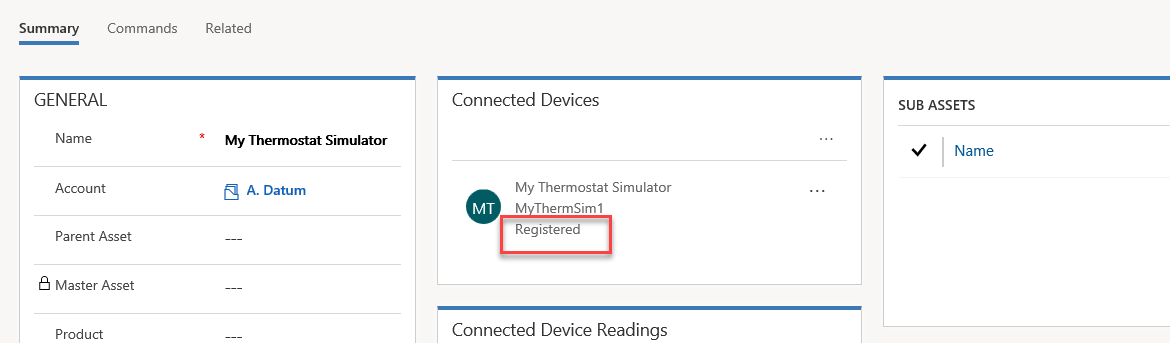 Summary Commands Related
GENERAL
Name * My Thermostat Simulator
Account A. Datum
Parent Asset ---
Master Asset ---
Product ---
Connected Devices
...
MT
My Thermostat Simulator ...
MyThermSim1
Registered
Connected Device Readings
SUB ASSETS
Name